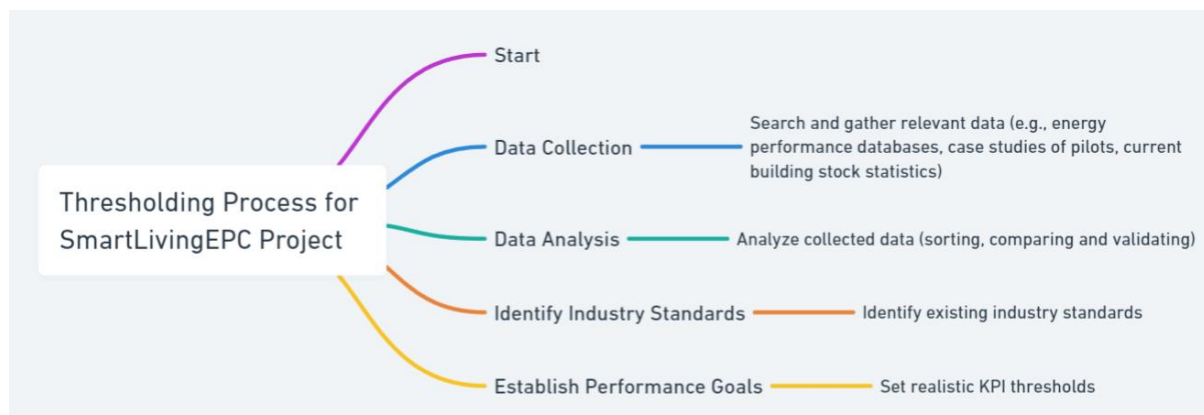 Start
Search and gather relevant data (e.g., energy
Data Collection
performance databases, case studies of pilots, current
building stock statistics)
Thresholding Process for
SmartLivingEPC Project
Data Analysis
Analyze collected data (sorting, comparing and validating)
Identify Industry Standards
Identify existing industry standards
Establish Performance Goals
Set realistic KPI thresholds